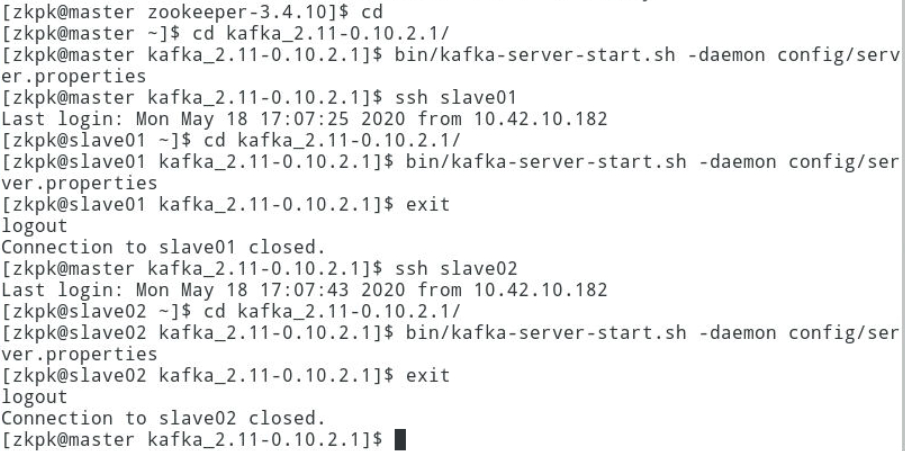 [zkpk@master zookeeper-3.4.10]$ cd
[zkpk@master ~]$ cd kafka_2.11-0.10.2.1/
[zkpk@master kafka_2.11-0.10.2.1]$ bin/kafka-server-start.sh -daemon config/serv
er.properties
[zkpk@master kafka_2.11-0.10.2.1]$ ssh slave01
Last login: Mon May 18 17:07:25 2020 from 10.42.10.182
[zkpk@slave01 ~]$ cd kafka_2.11-0.10.2.1/
[zkpk@slave01 kafka_2.11-0.10.2.1]$ bin/kafka-server-start.sh -daemon config/ser
ver.properties
[zkpk@slave01 kafka_2.11-0.10.2.1]$ exit
logout
Connection to slave01 closed.
[zkpk@master kafka_2.11-0.10.2.1]$ ssh slave02
Last login: Mon May 18 17:07:43 2020 from 10.42.10.182
[zkpk@slave02 ~]$ cd kafka_2.11-0.10.2.1/
[zkpk@slave02 kafka_2.11-0.10.2.1]$ bin/kafka-server-start.sh -daemon config/ser
ver.properties
[zkpk@slave02 kafka_2.11-0.10.2.1]$ exit
logout
Connection to slave02 closed.
[zkpk@master kafka_2.11-0.10.2.1]$